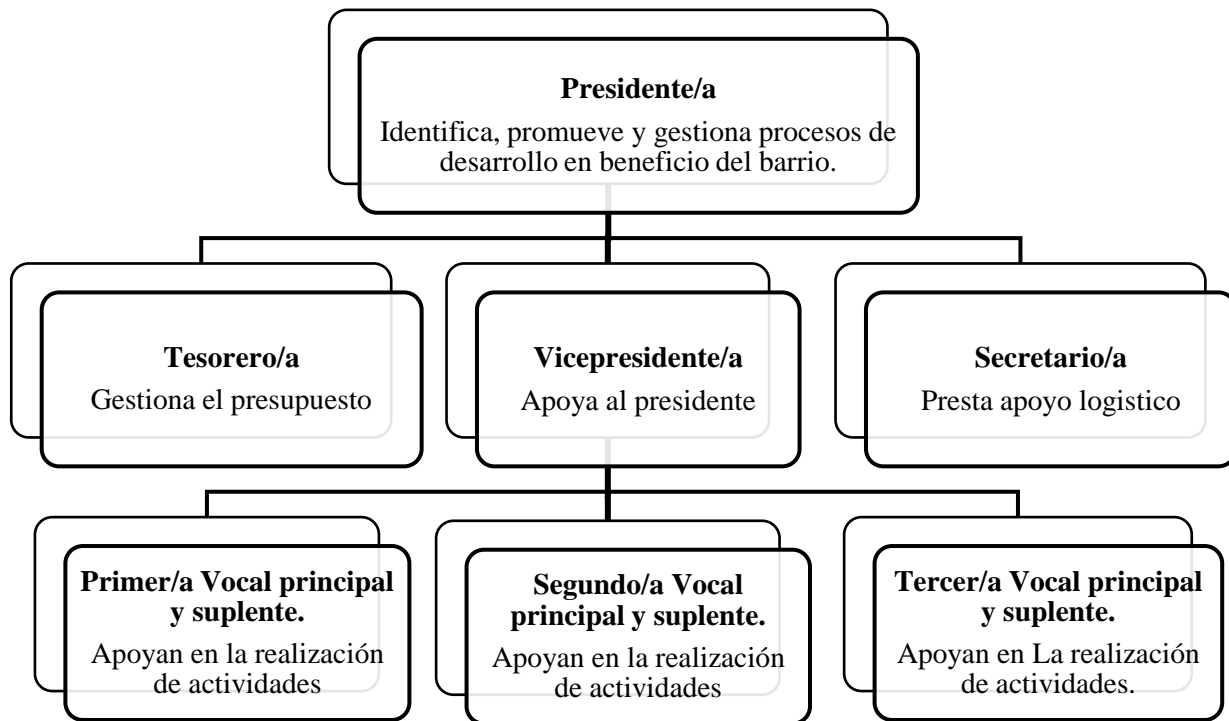 Presidente/a
Identifica, promueve y gestiona procesos de
desarrollo en beneficio del barrio.
Tesorero/a
Gestiona el presupuesto
Vicepresidente/a
Apoya al presidente
Secretario/a
Presta apoyo logistico
Primer/a Vocal principal
y suplente.
Apoyan en la realización
de actividades
Segundo/a Vocal
principal y suplente.
Apoyan en la realización
de actividades
Tercer/a Vocal principal
y suplente.
Apoyan en La realización
de actividades.